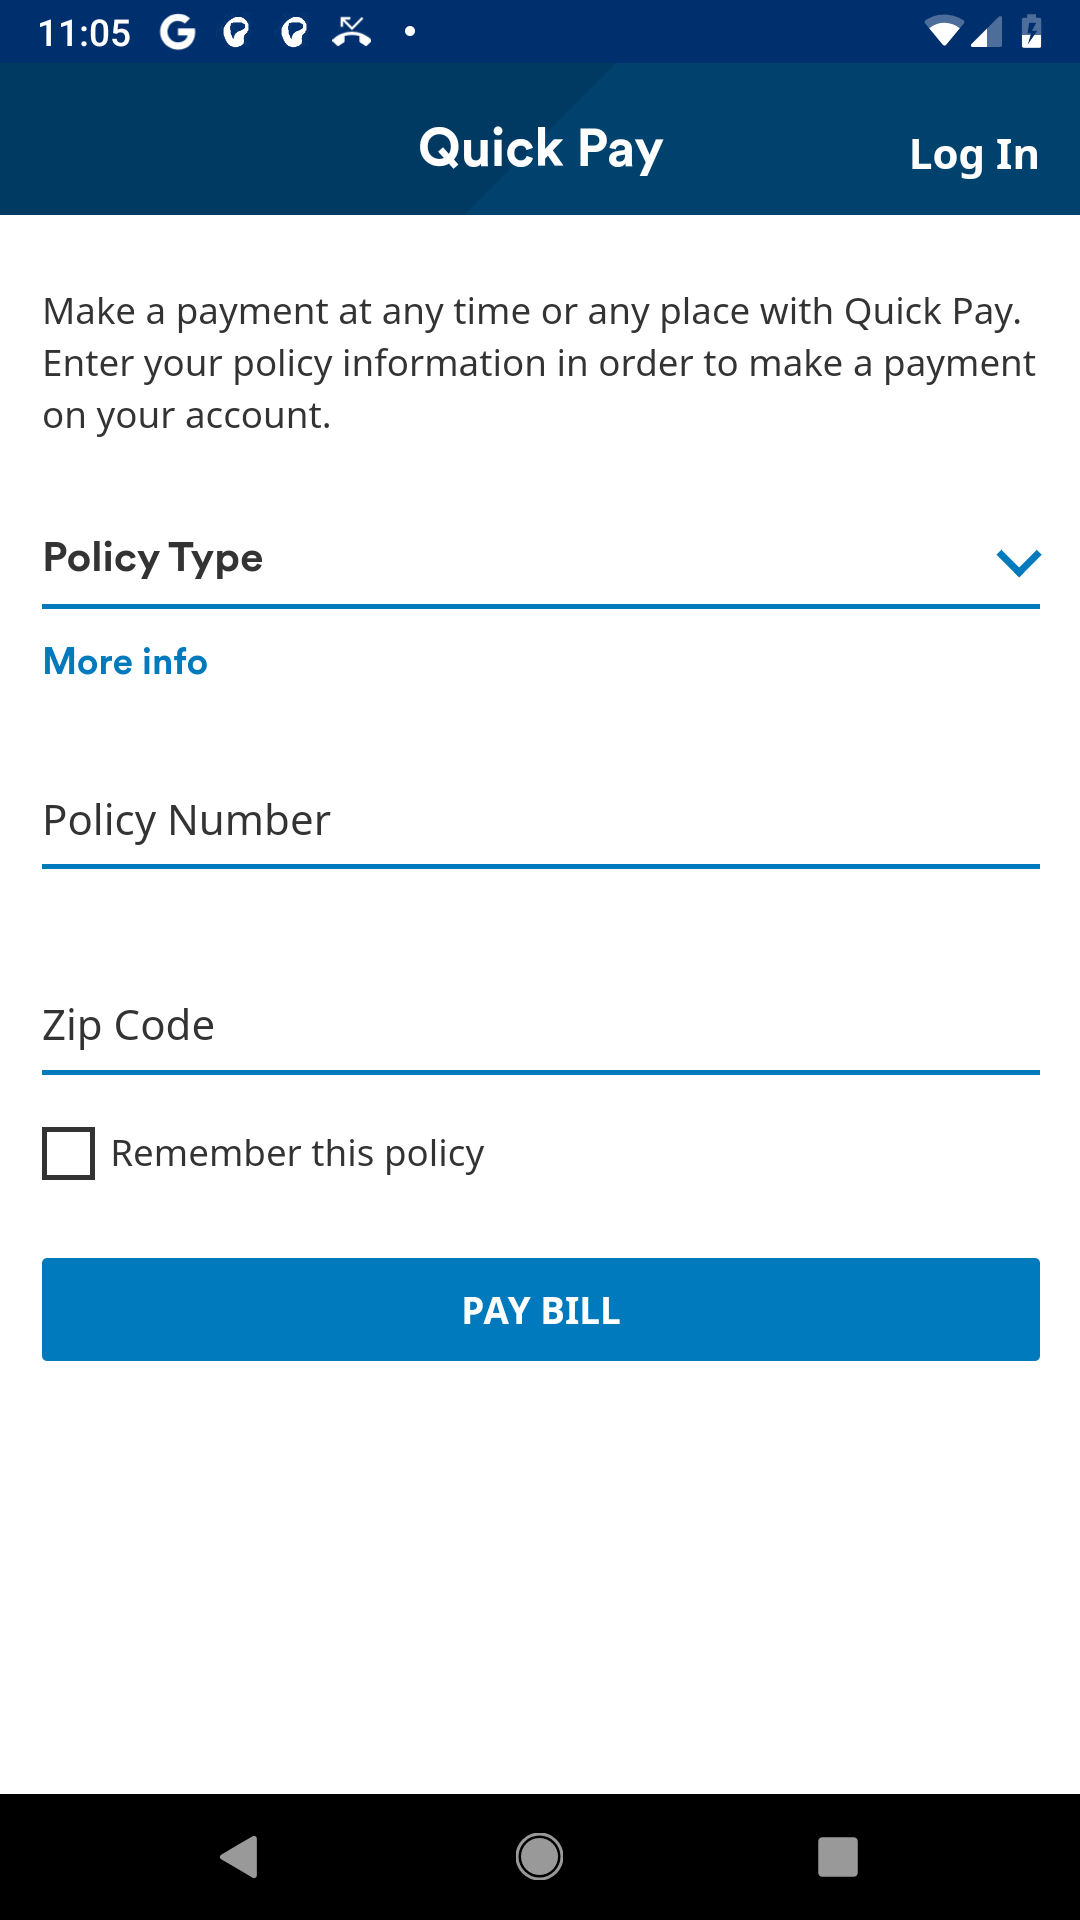 11:05
Quick Pay
Log In
Make a payment at any time or any place with Quick Pay.
Enter your policy information in order to make a payment
on your account.
Policy Type
More info
Policy Number
Zip Code
Remember this policy
PAY BILL